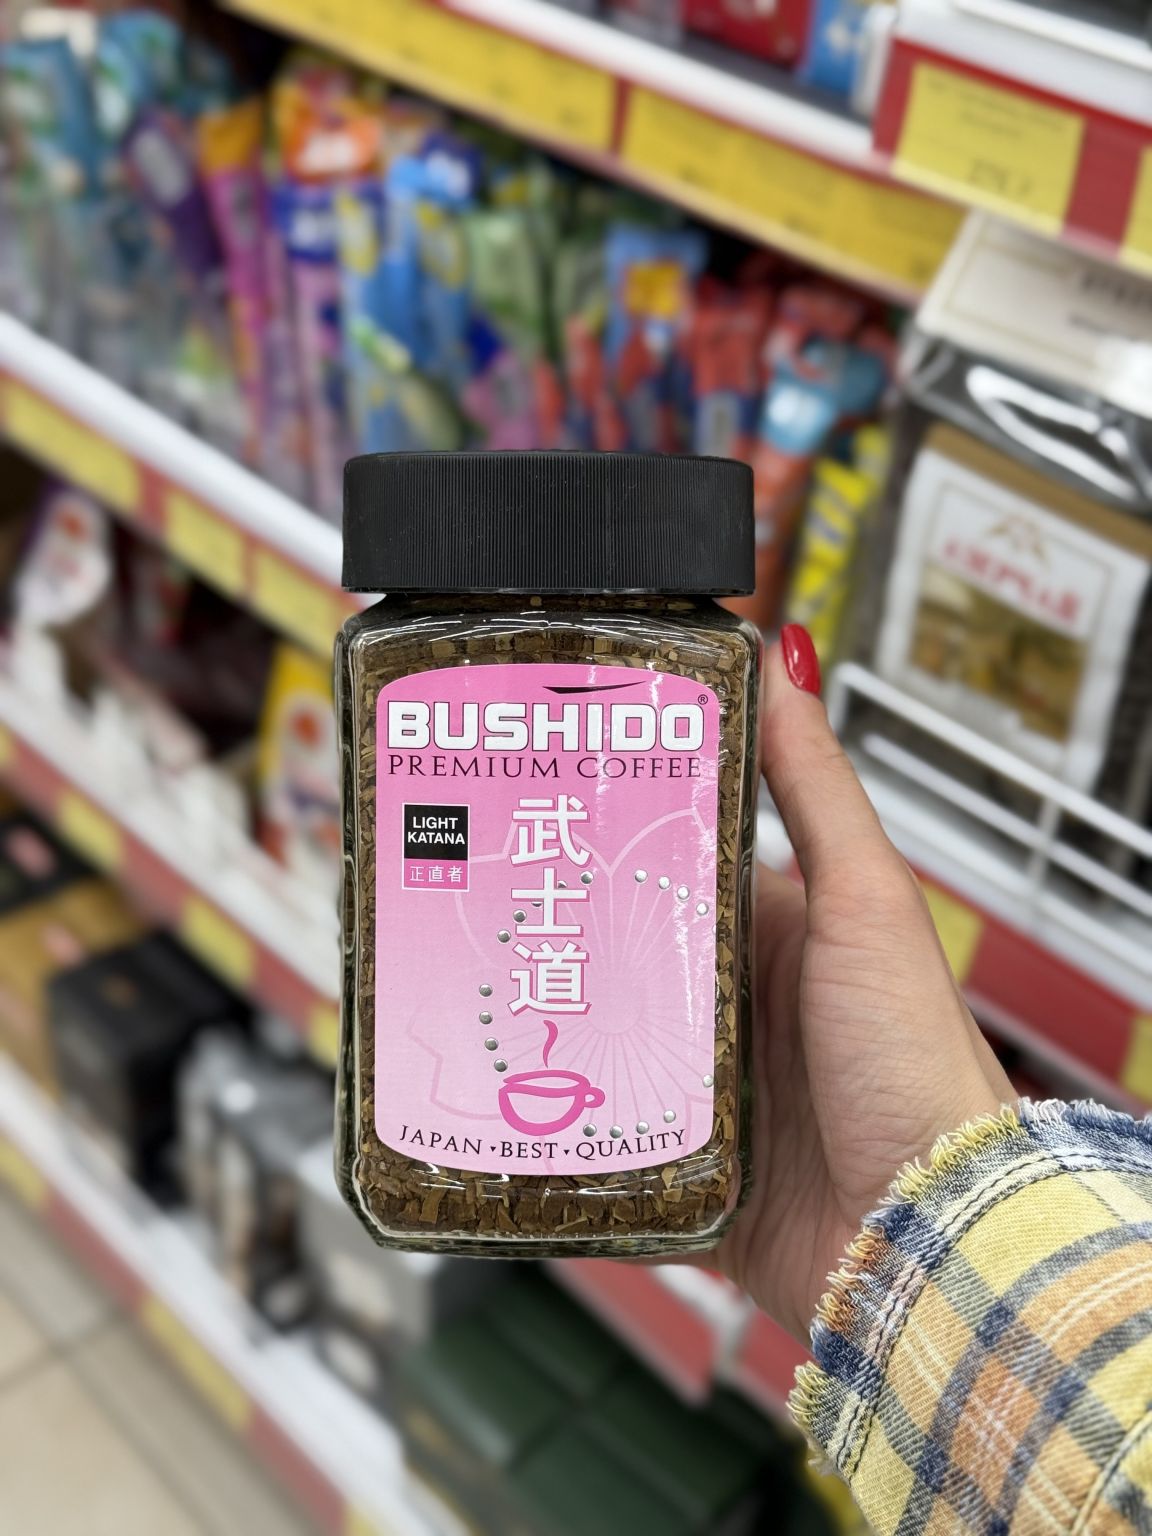 BUSHIDO®
PREMIUM COFFEE
LIGHT
KATANA
正直者
武
士
道
JAPAN ▾ BEST ▾ QUALITY